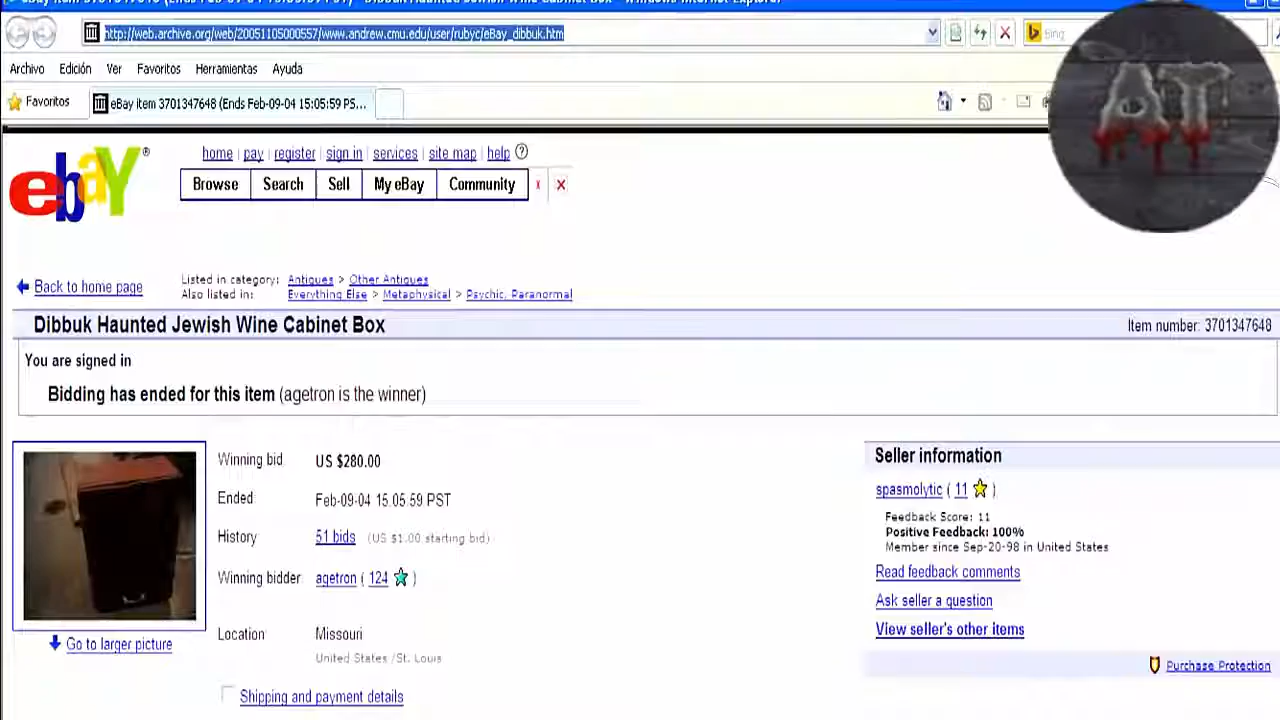 http://web.archive.org/web/20051105000557/www.andrew.cmu.edu/user/rubyc/eBay_dibbuk.htm
Bing
Archivo Edición Ver Favoritos Herramientas Ayuda
Favoritos
eBay item 3701347648 (Ends Feb-09-04 15:05:59 PS...
AT
ebay®
home | pay | register | sign in | services | site map | help ?
Browse Search Sell My eBay Community x x
Back to home page
Listed in category: Antiques > Other Antiques
Also listed in: Everything Else > Metaphysical > Psychic, Paranormal
Dibbuk Haunted Jewish Wine Cabinet Box
Item number: 3701347648
You are signed in
Bidding has ended for this item (agetron is the winner)
Go to larger picture
Winning bid: US $280.00
Ended: Feb-09-04 15:05:59 PST
History: 51 bids (US $1.00 starting bid)
Winning bidder: agetron ( 124 )
Location: Missouri
United States /St. Louis
Shipping and payment details
Seller information
spasmolytic ( 11 )
Feedback Score: 11
Positive Feedback: 100%
Member since Sep-20-98 in United States
Read feedback comments
Ask seller a question
View seller's other items
Purchase Protection